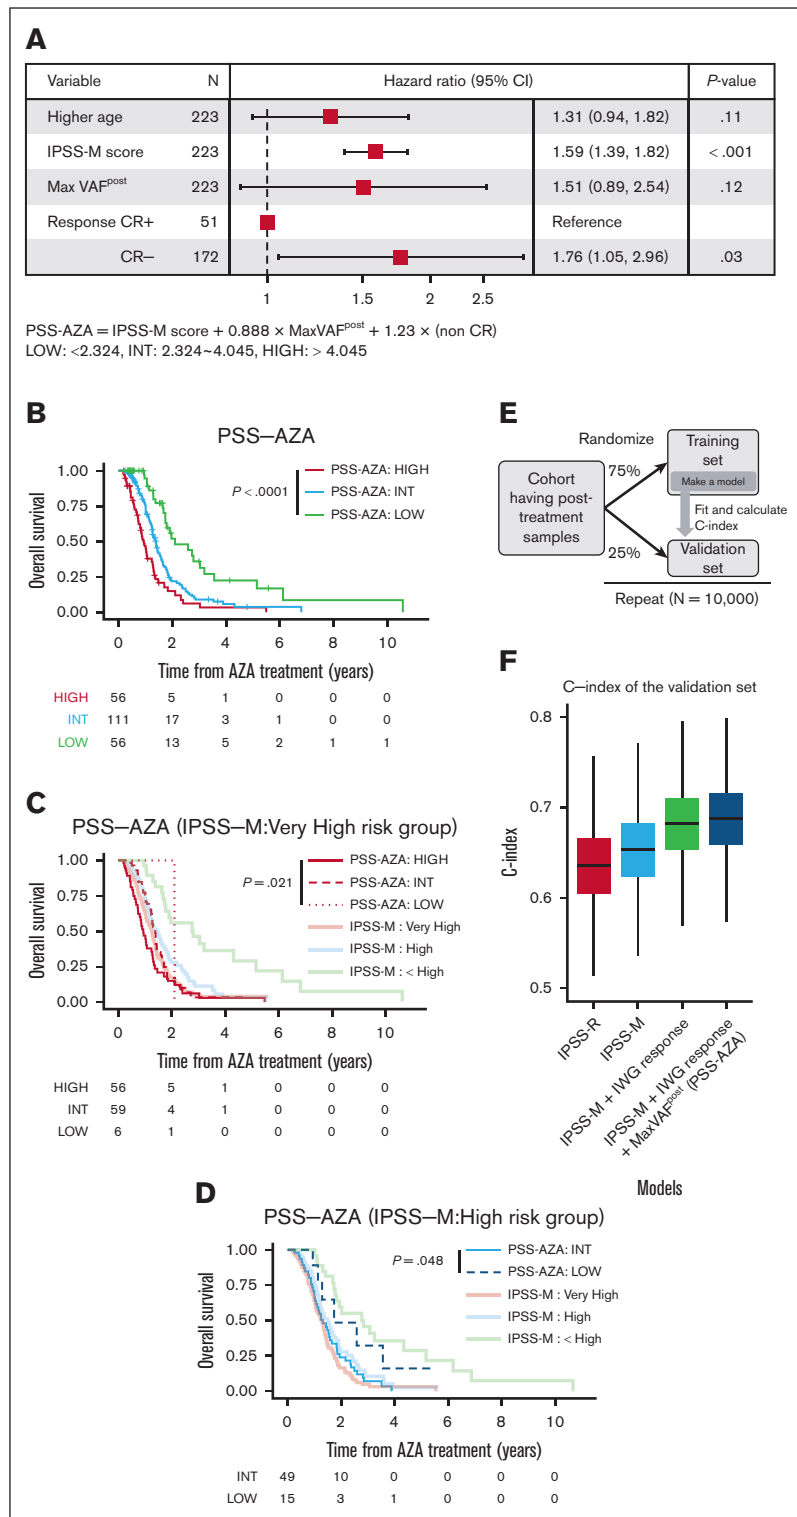 A
Variable N Hazard ratio (95% CI) P-value
Higher age 223 1.31 (0.94, 1.82) .11
IPSS-M score 223 1.59 (1.39, 1.82) <.001
Max VAFpost 223 1.51 (0.89, 2.54) .12
Response CR+ 51 Reference
CR– 172 1.76 (1.05, 2.96) .03
1 1.5 2 2.5
PSS-AZA = IPSS-M score + 0.888 × MaxVAFpost + 1.23 × (non CR)
LOW: <2.324, INT: 2.324~4.045, HIGH: > 4.045
B
PSS–AZA
Overall survival
1.00
0.75
0.50
0.25
0.00
P < .0001
PSS-AZA: HIGH
PSS-AZA: INT
PSS-AZA: LOW
0 2 4 6 8 10
Time from AZA treatment (years)
HIGH 56 5 1 0 0 0
INT 111 17 3 1 0 0
LOW 56 13 5 2 1 1
C
PSS–AZA (IPSS–M:Very High risk group)
Overall survival
1.00
0.75
0.50
0.25
0.00
P = .021
PSS-AZA: HIGH
PSS-AZA: INT
PSS-AZA: LOW
IPSS-M : Very High
IPSS-M : High
IPSS-M : < High
0 2 4 6 8 10
Time from AZA treatment (years)
HIGH 56 5 1 0 0 0
INT 59 4 1 0 0 0
LOW 6 1 0 0 0 0
D
PSS–AZA (IPSS–M:High risk group)
Overall survival
1.00
0.75
0.50
0.25
0.00
P = .048
PSS-AZA: INT
PSS-AZA: LOW
IPSS-M : Very High
IPSS-M : High
IPSS-M : < High
0 2 4 6 8 10
Time from AZA treatment (years)
INT 49 10 0 0 0 0
LOW 15 3 1 0 0 0
E
Cohort
having post-
treatment
samples
Randomize
75%
25%
Training
set
Make a model
Fit and calculate
C-index
Validation
set
Repeat (N = 10,000)
F
C–index of the validation set
C-index
0.8
0.7
0.6
0.5
IPSS-R
IPSS-M
IPSS-M + IWG response
IPSS-M + IWG response
+ MaxVAFpost (PSS-AZA)
Models